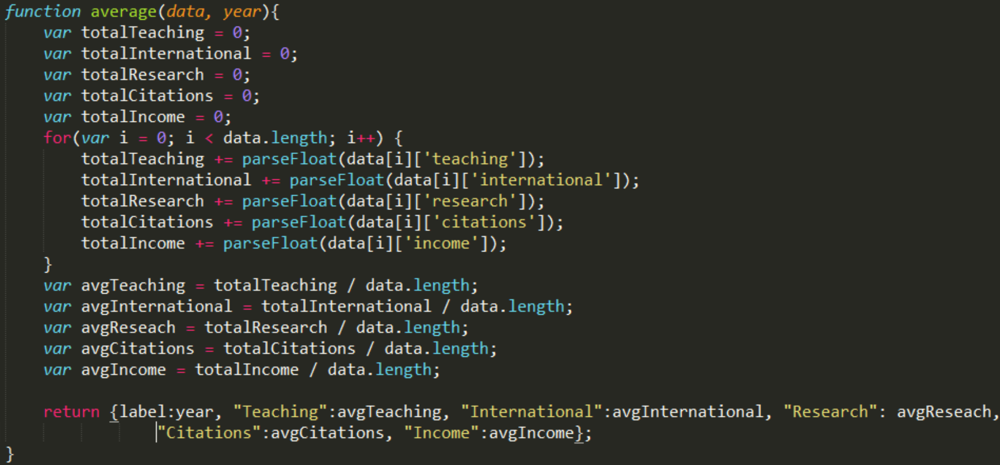 function average(data, year){
    var totalTeaching = 0;
    var totalInternational = 0;
    var totalResearch = 0;
    var totalCitations = 0;
    var totalIncome = 0;
    for(var i = 0; i < data.length; i++) {
        totalTeaching += parseFloat(data[i]['teaching']);
        totalInternational += parseFloat(data[i]['international']);
        totalResearch += parseFloat(data[i]['research']);
        totalCitations += parseFloat(data[i]['citations']);
        totalIncome += parseFloat(data[i]['income']);
    }
    var avgTeaching = totalTeaching / data.length;
    var avgInternational = totalInternational / data.length;
    var avgReseach = totalResearch / data.length;
    var avgCitations = totalCitations / data.length;
    var avgIncome = totalIncome / data.length;

    return {label:year, "Teaching":avgTeaching, "International":avgInternational, "Research": avgReseach,
                "Citations":avgCitations, "Income":avgIncome};
}